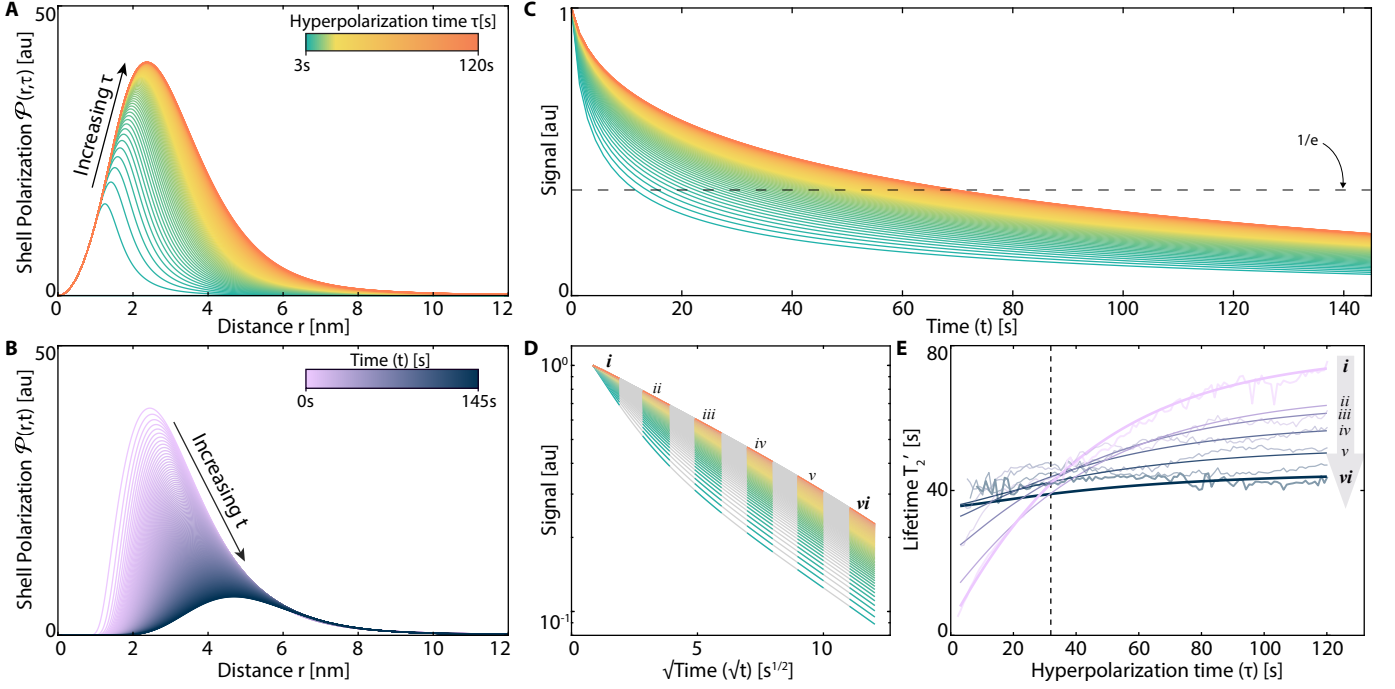 A
50
Shell Polarization 𝒫(r,τ) [au]
Hyperpolarization time τ[s]
3s
120s
Increasing τ
0
0
2
4
6
8
10
12
Distance r [nm]
B
50
Shell Polarization 𝒫(r,t) [au]
Time (t) [s]
0s
145s
Increasing t
0
0
2
4
6
8
10
12
Distance r [nm]
C
1
Signal [au]
1/e
0
20
40
60
80
100
120
140
Time (t) [s]
D
10⁰
Signal [au]
10⁻¹
i
ii
iii
iv
v
vi
0
5
10
√Time (√t) [s^1/2]
E
80
40
0
Lifetime T₂′ [s]
i
ii
iii
iv
v
vi
0
20
40
60
80
100
120
Hyperpolarization time (τ) [s]